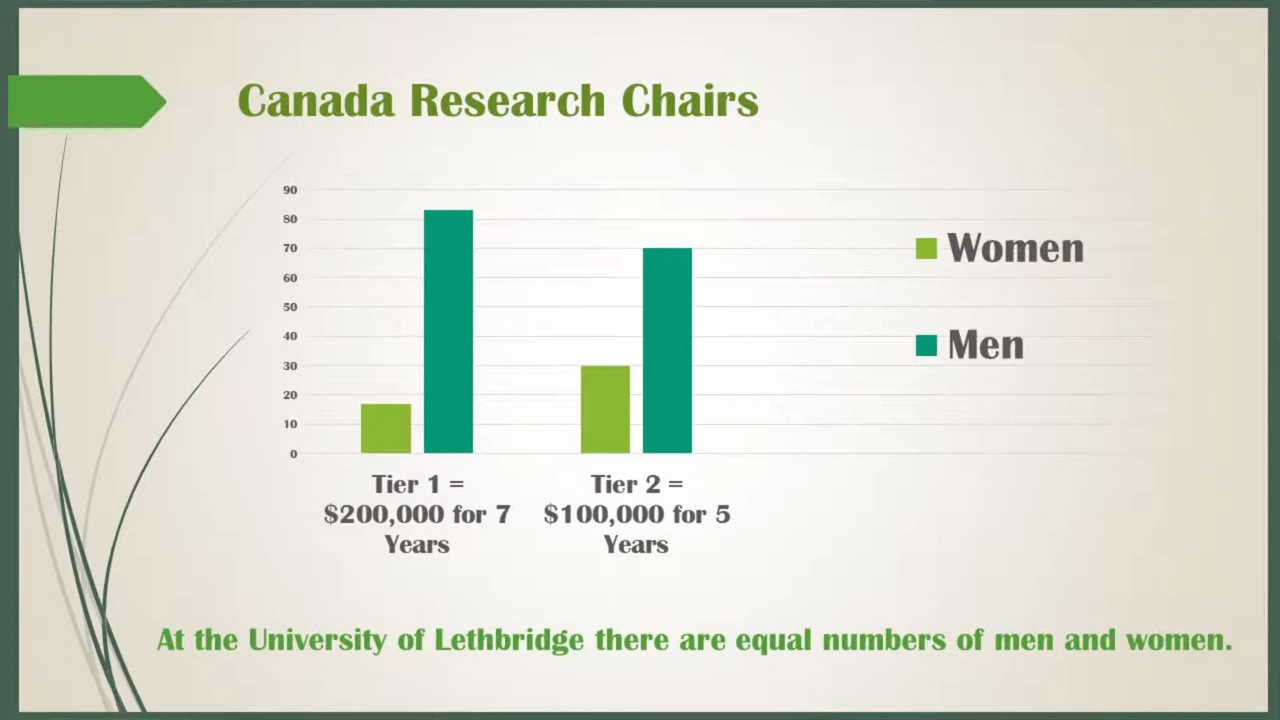 Canada Research Chairs
90
80
70
60
50
40
30
20
10
0
Women
Men
Tier 1 =
$200,000 for 7
Years
Tier 2 =
$100,000 for 5
Years
At the University of Lethbridge there are equal numbers of men and women.